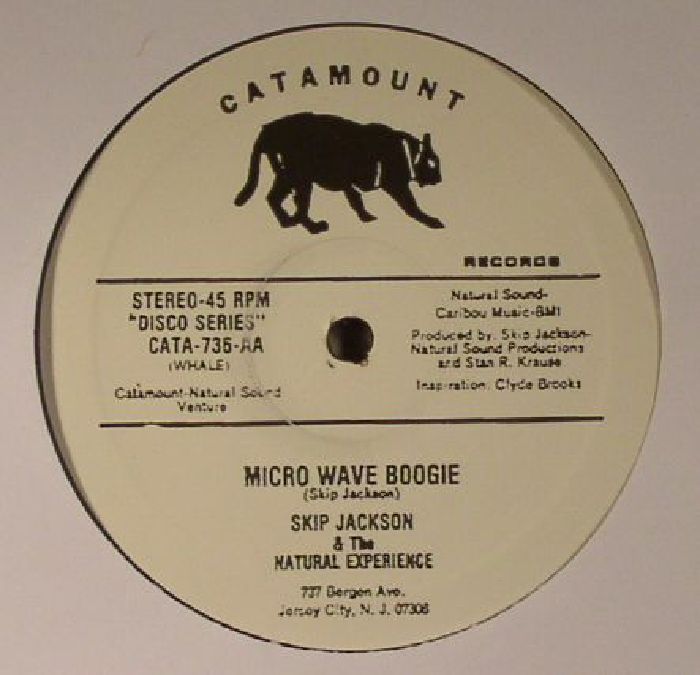 CATAMOUNT
RECORDS
STEREO-45 RPM
"DISCO SERIES"
CATA-736-AA
(WHALE)
Catamount-Natural Sound
Venture
Natural Sound-
Caribou Music-BMI
Produced by: Skip Jackson-
Natural Sound Productions
and Stan R. Krause
Inspiration: Clyde Brooks
MICRO WAVE BOOGIE
(Skip Jackson)
SKIP JACKSON
& The
NATURAL EXPERIENCE
737 Bergen Ave.
Jersey City, N. J. 07306